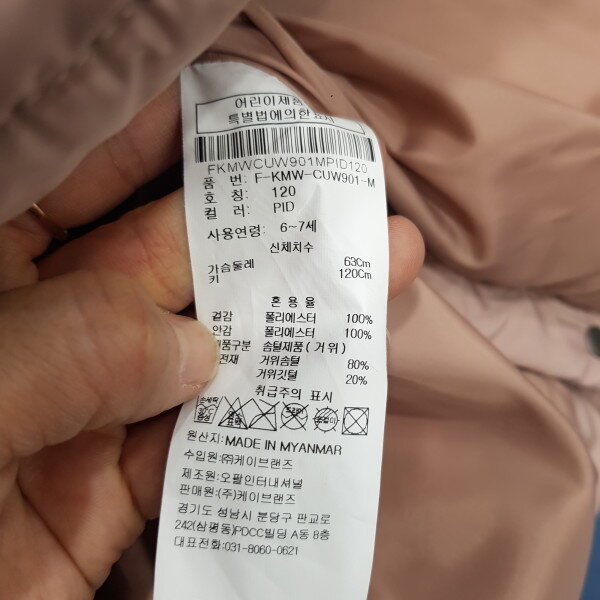 어린이제품
특별법에의한표시
FKMWCUW901MPID120
품 번: F-KMW-CUW901-M
호 칭: 120
컬 러: PID
사용연령: 6~7세
신체치수
가슴둘레 63Cm
키 120Cm
혼 용 율
겉감 폴리에스터 100%
안감 폴리에스터 100%
제품구분 솜털제품(거위)
충전재 거위솜털 80%
거위깃털 20%
취급주의 표시
손세탁
30℃
중성
원산지: MADE IN MYANMAR
수입원:㈜케이브랜즈
제조원:오팔인터내셔널
판매원:(주)케이브랜즈
경기도 성남시 분당구 판교로
242(삼평동)PDCC빌딩 A동 8층
대표전화:031-8060-0621